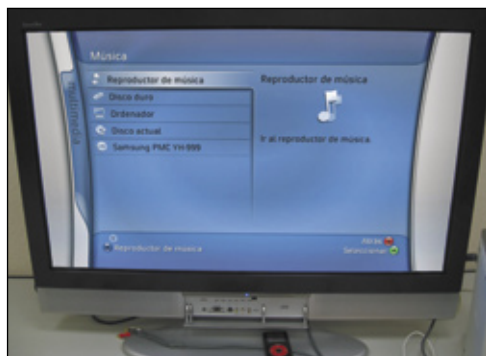 Música
multimedia
Reproductor de música
Disco duro
Ordenador
Disco actual
Samsung PMC YH-999
Reproductor de música
Ir al reproductor de música.
Reproductor de música
Atrás
Seleccionar